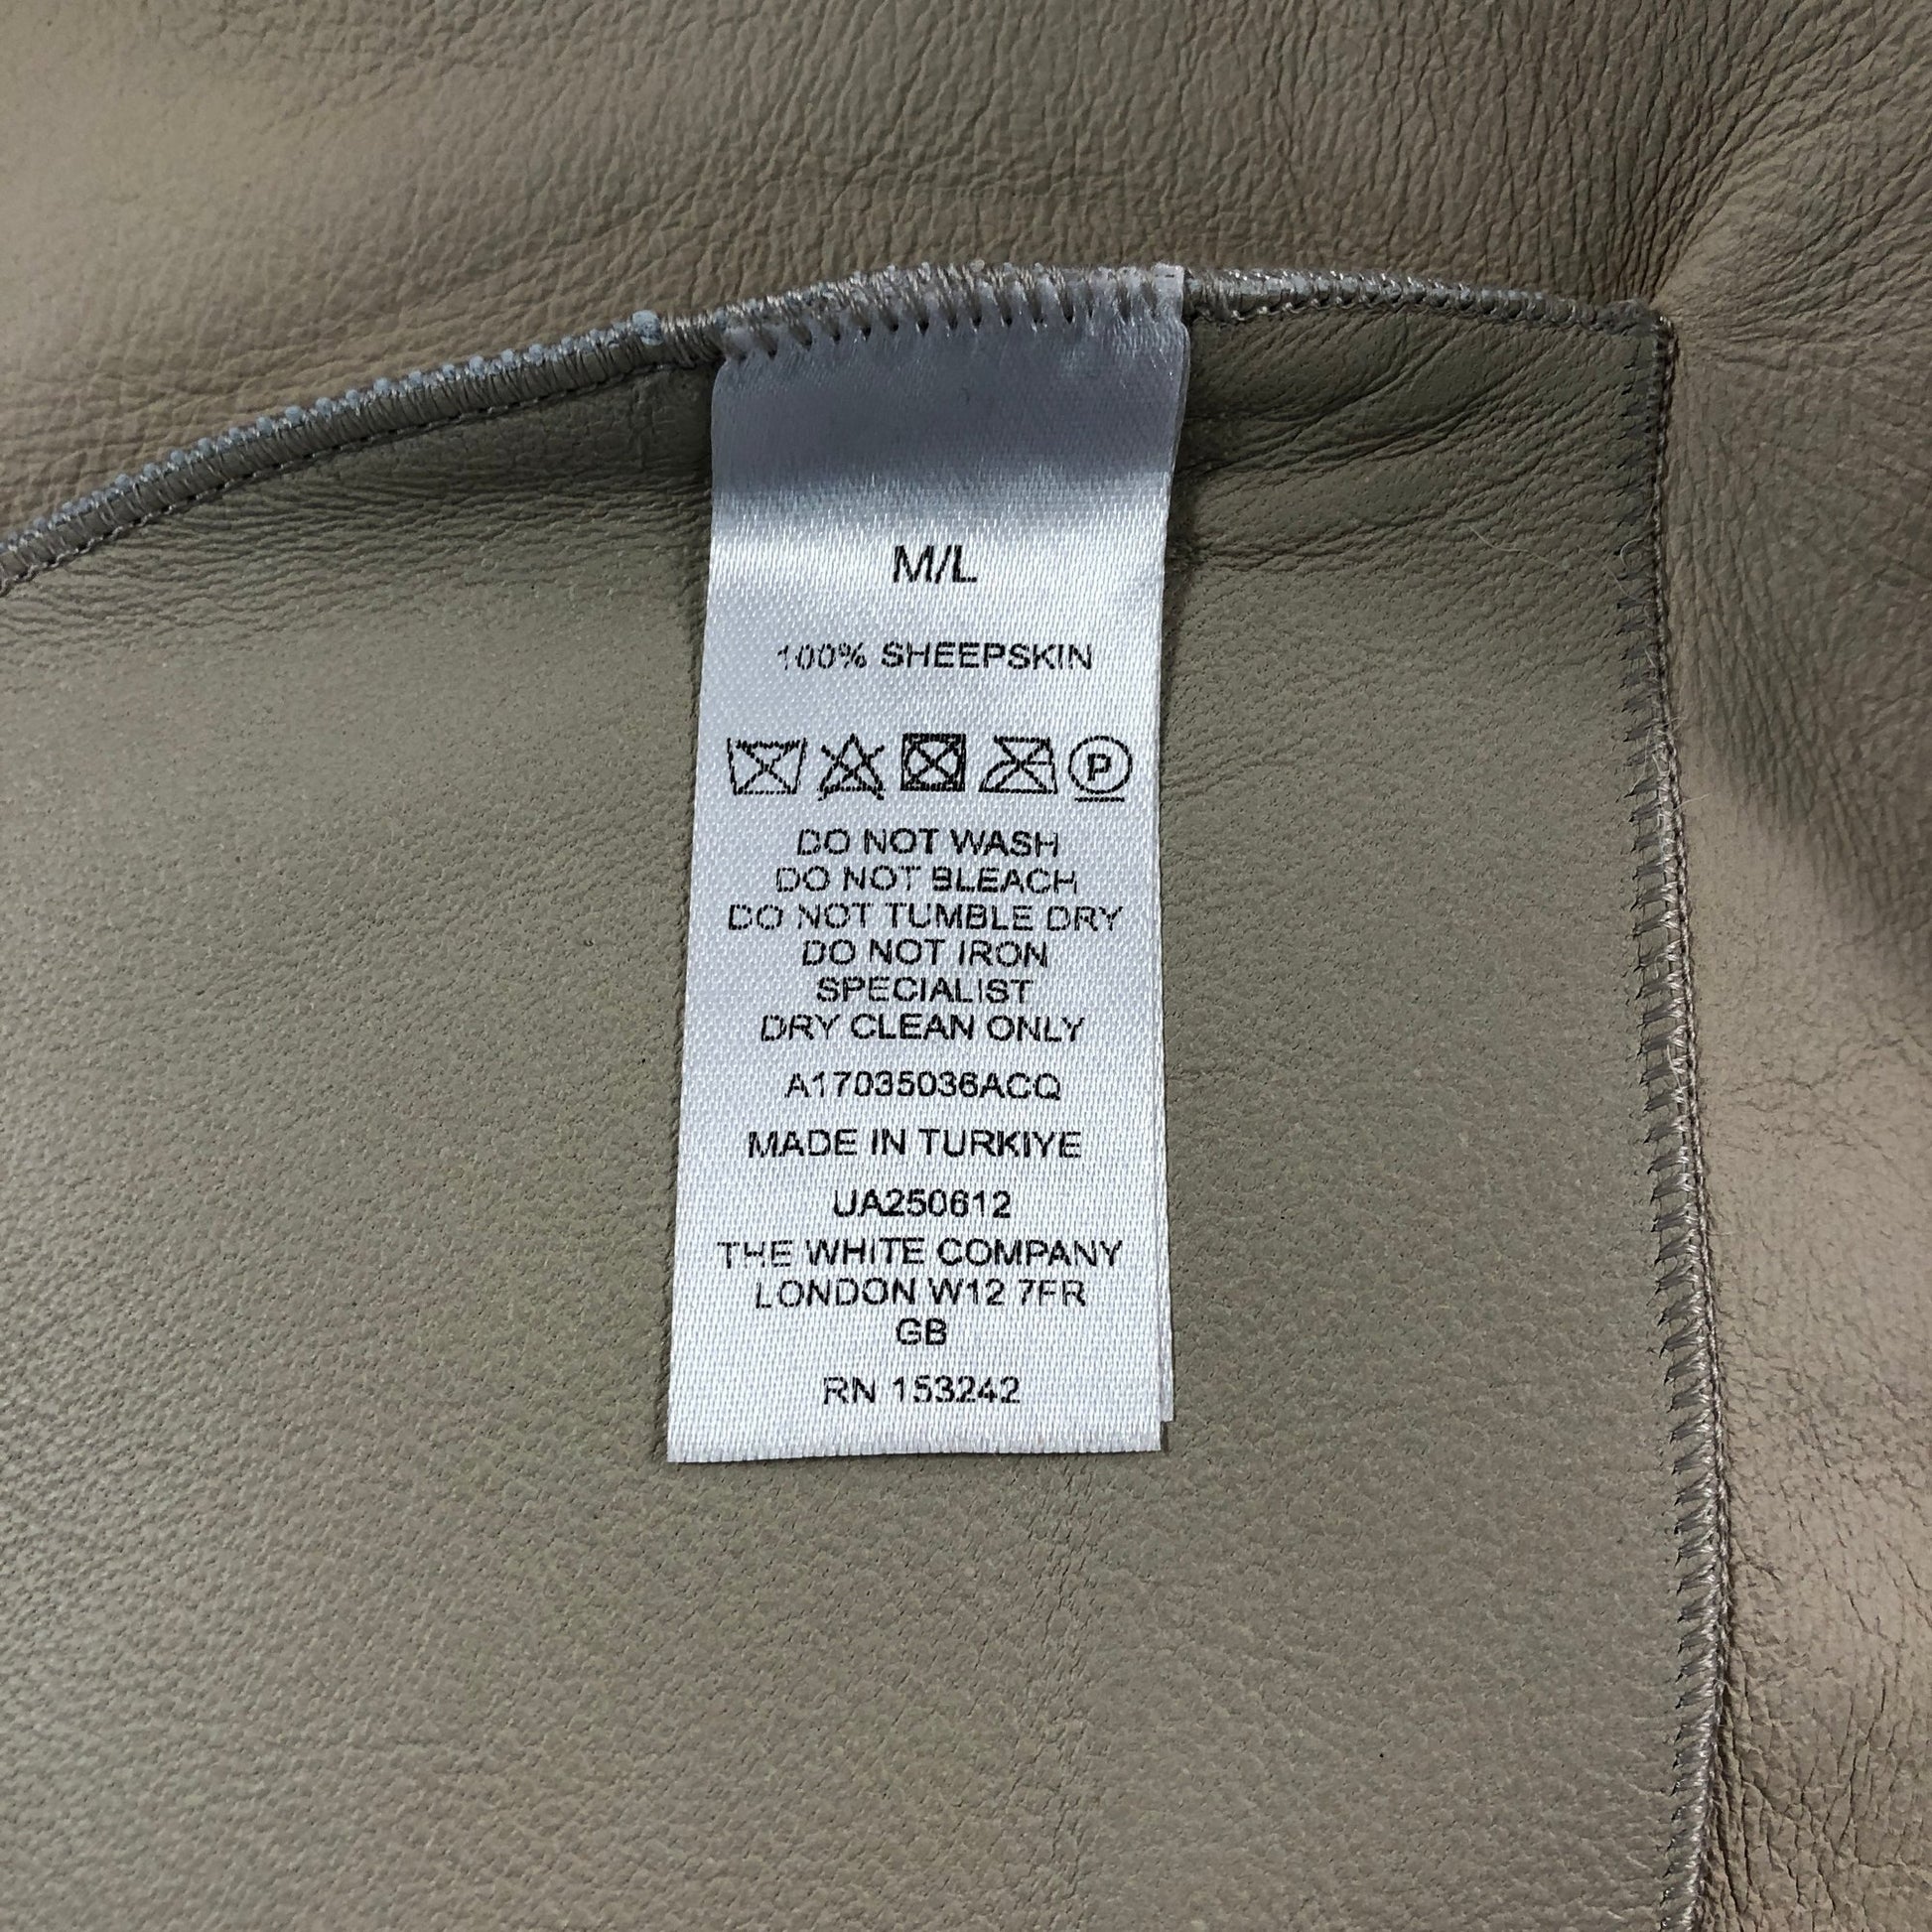 M/L
100% SHEEPSKIN
P
DO NOT WASH
DO NOT BLEACH
DO NOT TUMBLE DRY
DO NOT IRON
SPECIALIST
DRY CLEAN ONLY
A17035036ACQ
MADE IN TURKIYE
UA250612
THE WHITE COMPANY
LONDON W12 7FR
GB
RN 153242